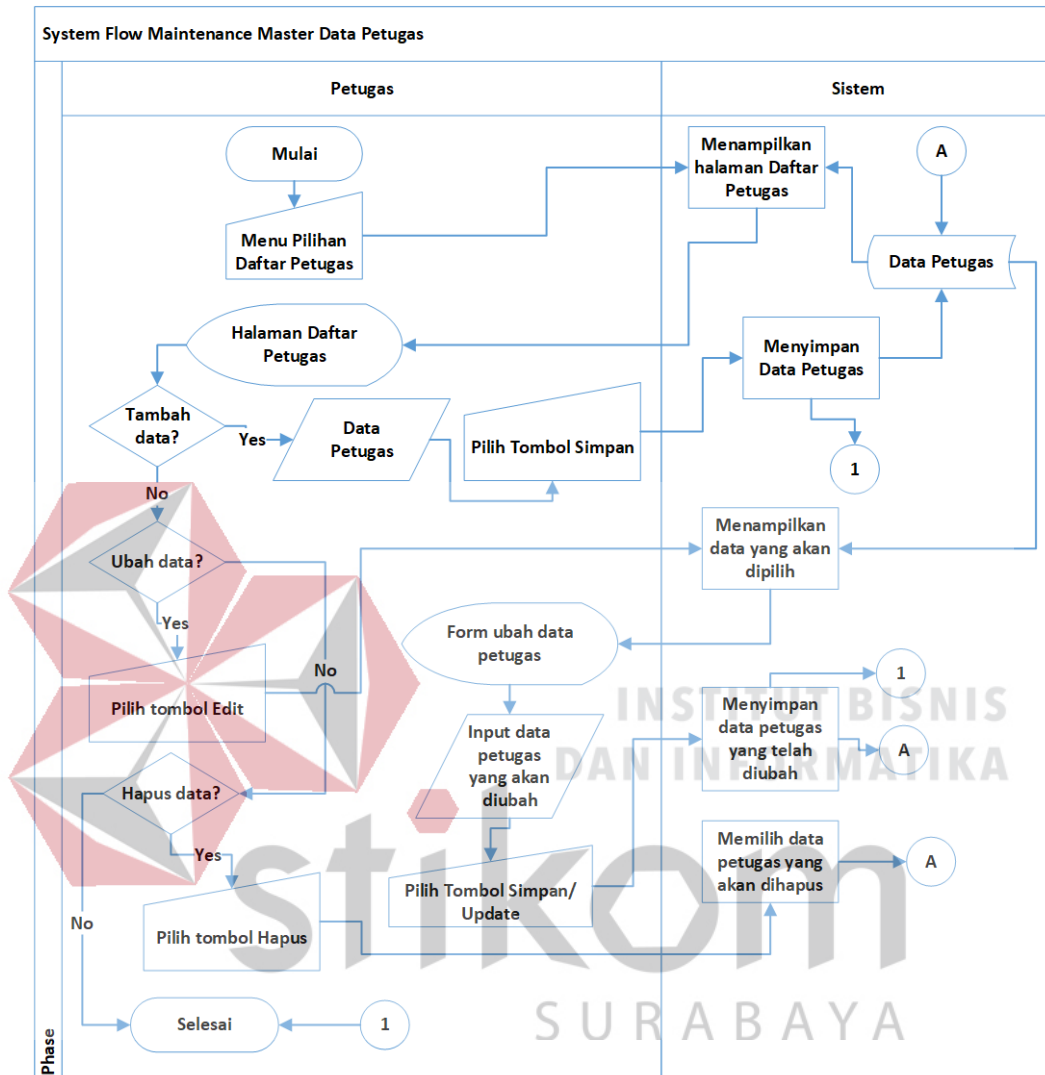 System Flow Maintenance Master Data Petugas
Petugas
Sistem
Mulai
Menampilkan
halaman Daftar
Petugas
A
Menu Pilihan
Daftar Petugas
Data Petugas
Halaman Daftar
Petugas
Menyimpan
Data Petugas
Tambah
data?
Yes
Data
Petugas
Pilih Tombol Simpan
1
No
Menampilkan
data yang akan
dipilih
Ubah data?
Yes
Form ubah data
petugas
No
1
Pilih tombol Edit
Input data
petugas
yang akan
diubah
Menyimpan
data petugas
yang telah
diubah
A
INSTITUT BISNIS
DAN INFORMATIKA
Hapus data?
Yes
Memilih data
petugas yang
akan dihapus
A
Pilih Tombol Simpan/
Update
No
Pilih tombol Hapus
stikom
SURABAYA
Selesai
1
Phase